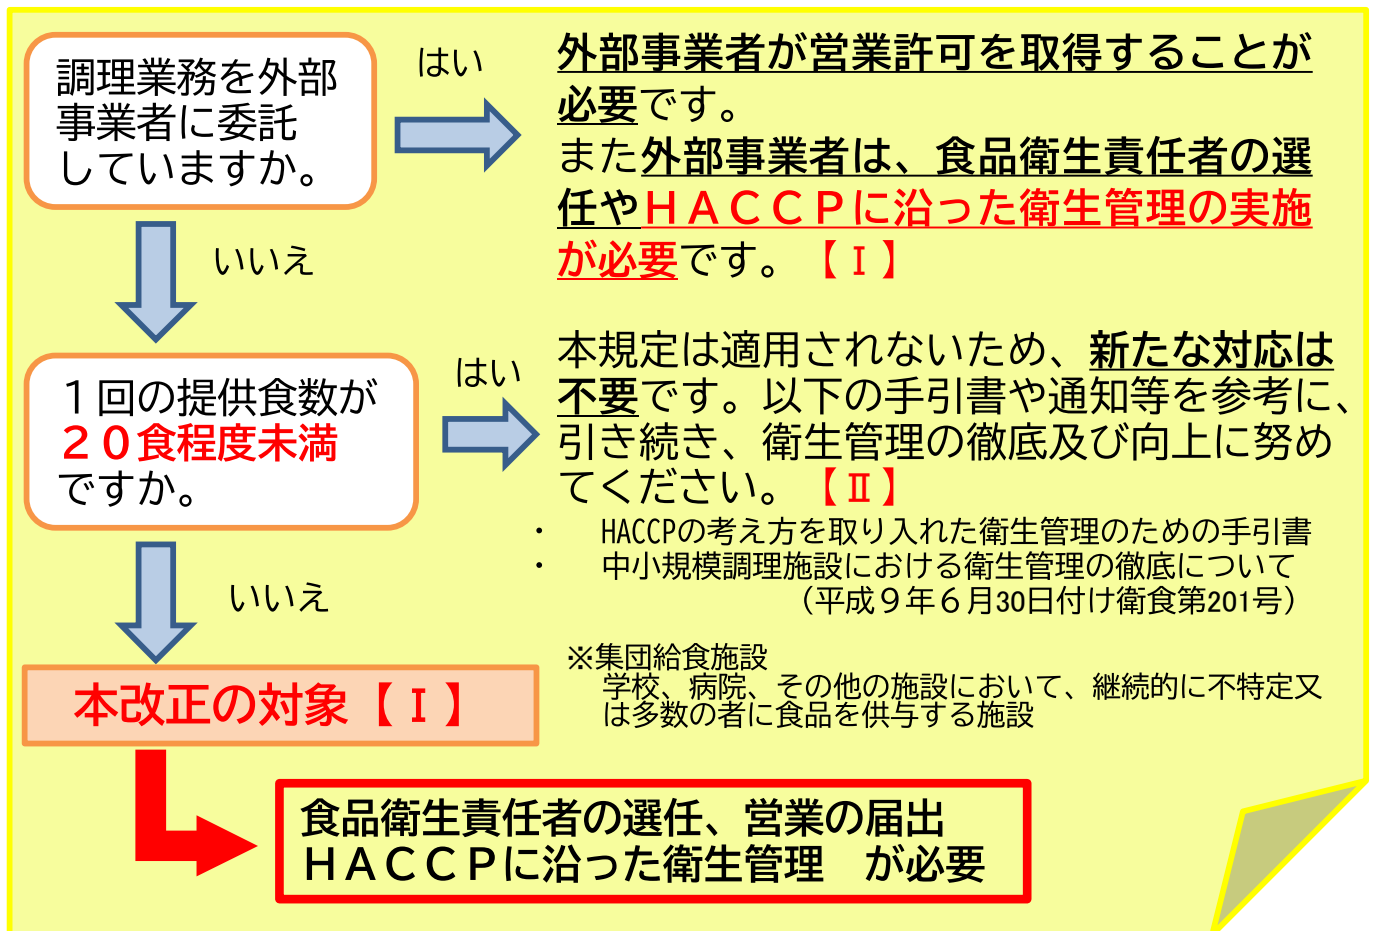 調理業務を外部
事業者に委託
していますか。
はい
外部事業者が営業許可を取得することが
必要です。
また外部事業者は、食品衛生責任者の選
任やＨＡＣＣＰに沿った衛生管理の実施
が必要です。【Ⅰ】
いいえ
１回の提供食数が
２０食程度未満
ですか。
はい
本規定は適用されないため、新たな対応は
不要です。以下の手引書や通知等を参考に、
引き続き、衛生管理の徹底及び向上に努め
てください。【Ⅱ】
・　HACCPの考え方を取り入れた衛生管理のための手引書
・　中小規模調理施設における衛生管理の徹底について
（平成９年６月30日付け衛食第201号）
いいえ
※集団給食施設
学校、病院、その他の施設において、継続的に不特定又
は多数の者に食品を供与する施設
本改正の対象【Ⅰ】
食品衛生責任者の選任、営業の届出
ＨＡＣＣＰに沿った衛生管理　が必要